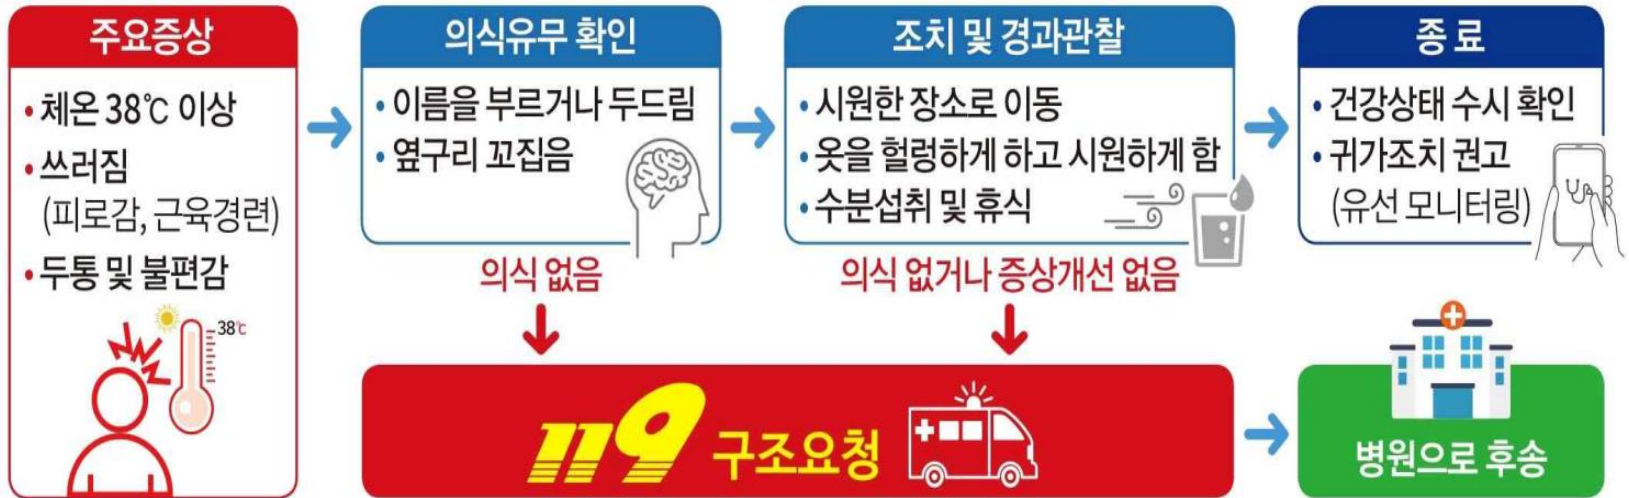 주요증상
• 체온 38℃ 이상
• 쓰러짐
(피로감, 근육경련)
• 두통 및 불편감
38℃
의식유무 확인
• 이름을 부르거나 두드림
• 옆구리 꼬집음
의식 없음
조치 및 경과관찰
• 시원한 장소로 이동
• 옷을 헐렁하게 하고 시원하게 함
• 수분섭취 및 휴식
의식 없거나 증상개선 없음
종료
• 건강상태 수시 확인
• 귀가조치 권고
(유선 모니터링)
119 구조요청
병원으로 후송